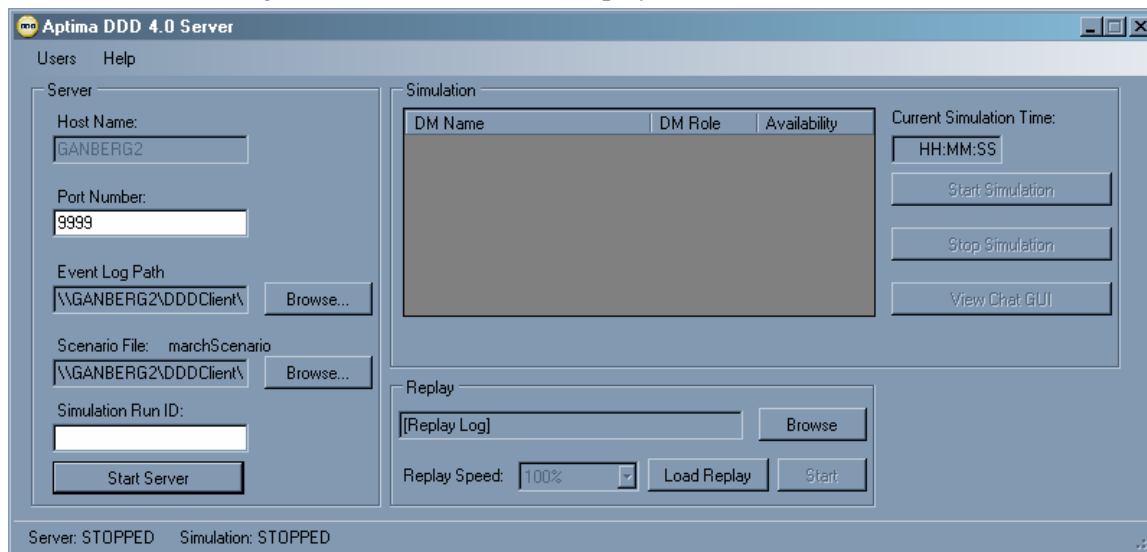 Aptima DDD 4.0 Server
Users Help
Server
Host Name:
GANBERG2
Port Number:
9999
Event Log Path
\\GANBERG2\DDDClient\ Browse...
Scenario File: marchScenario
\\GANBERG2\DDDClient\ Browse...
Simulation Run ID:
Start Server
Simulation
DM Name DM Role Availability
Current Simulation Time:
HH:MM:SS
Start Simulation
Stop Simulation
View Chat GUI
Replay
[Replay Log] Browse
Replay Speed: 100% Load Replay Start
Server: STOPPED Simulation: STOPPED